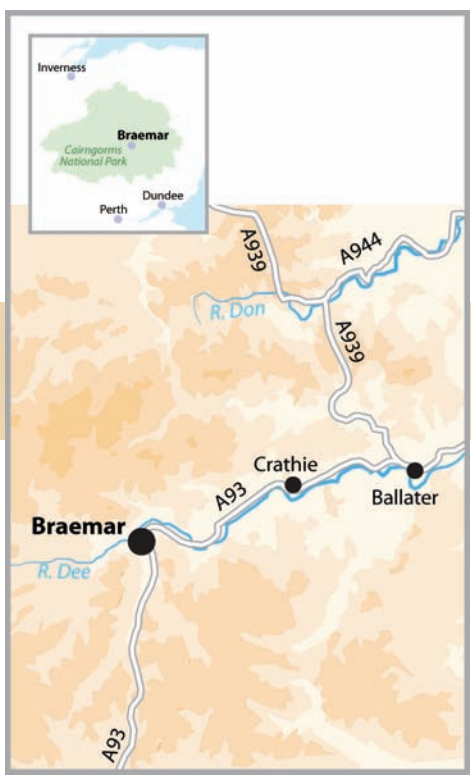 Inverness
Braemar
Cairngorms
National Park
Dundee
Perth
A939
A944
R. Don
A939
Crathie
A93
Ballater
Braemar
R. Dee
A93